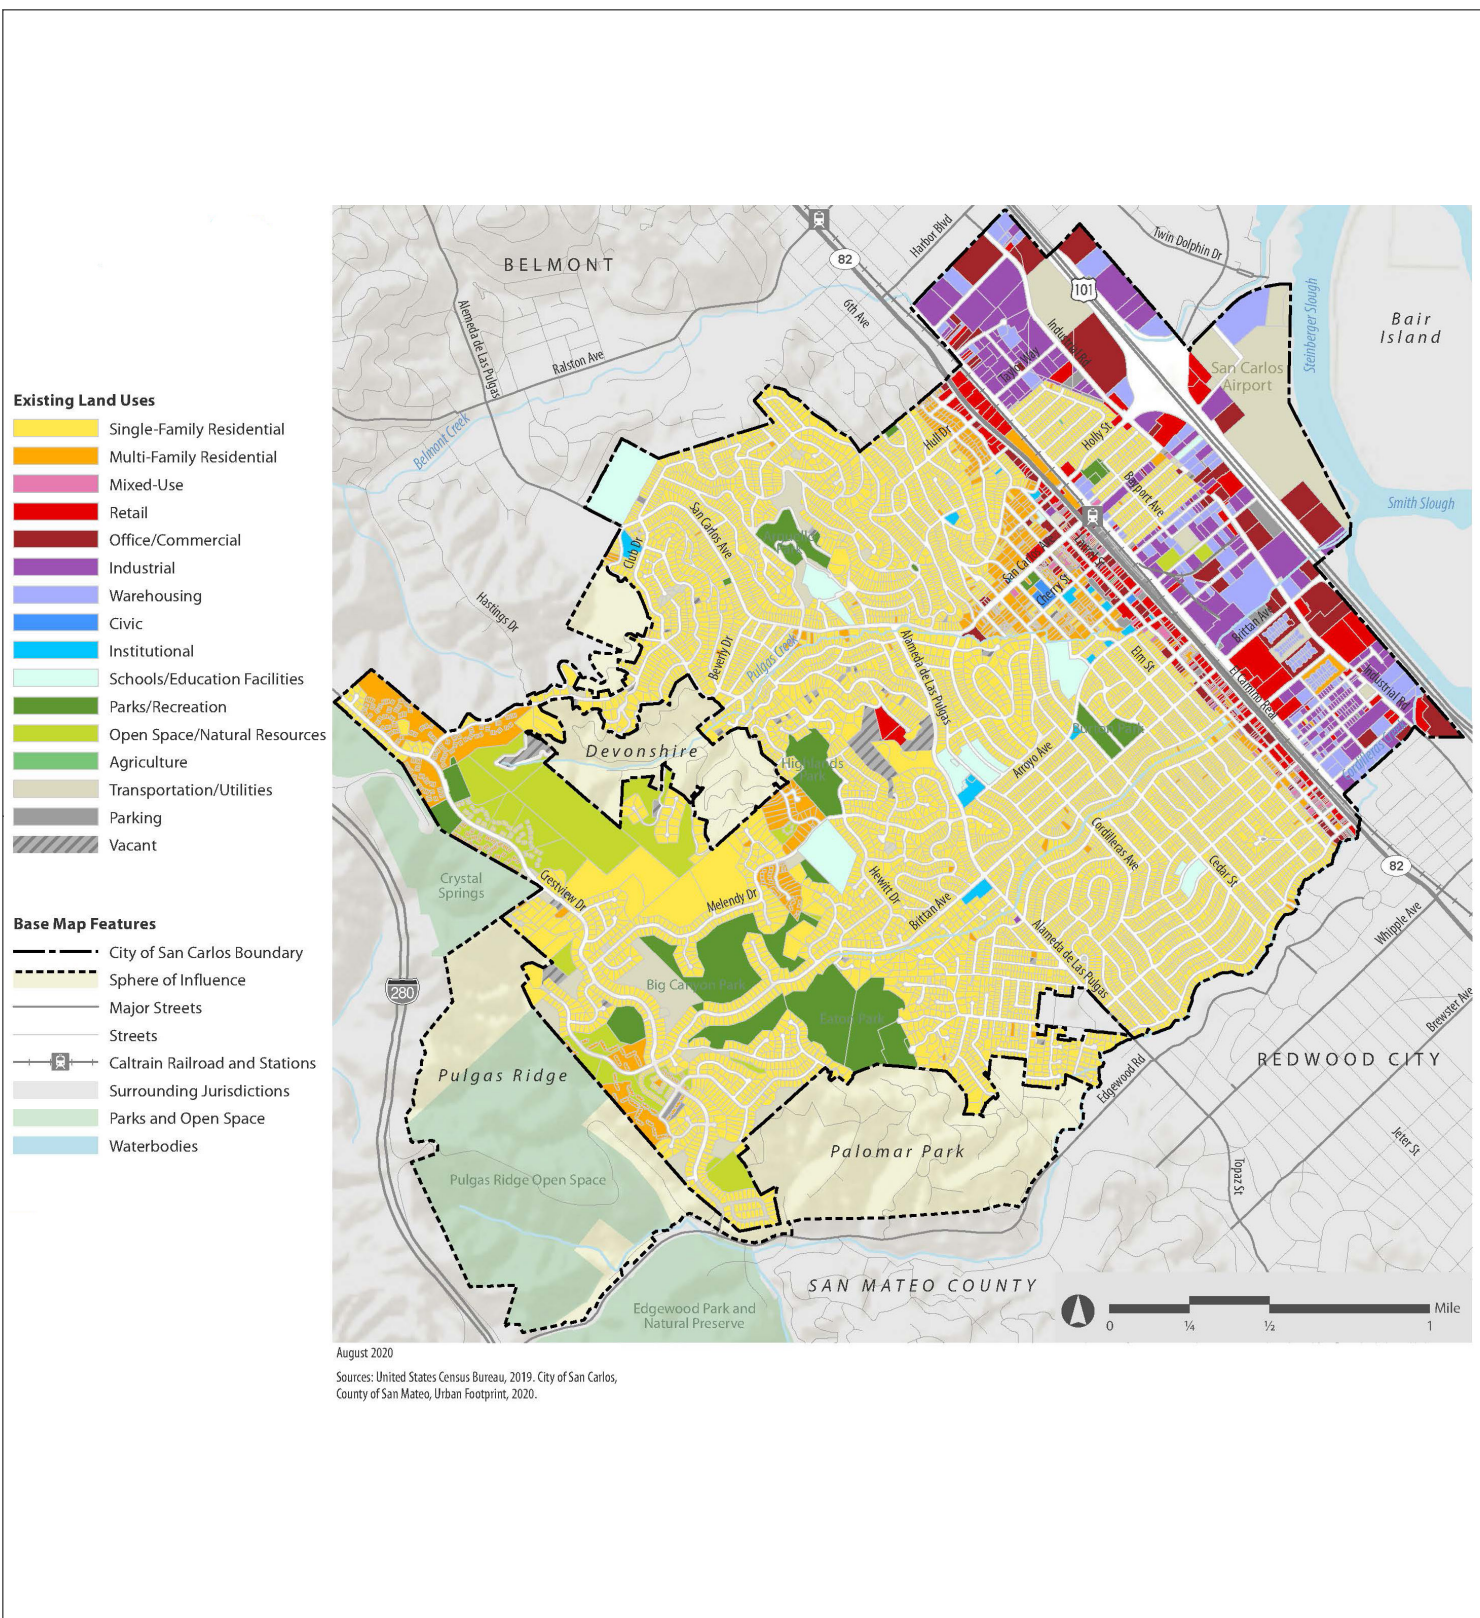 Existing Land Uses
Single-Family Residential
Multi-Family Residential
Mixed-Use
Retail
Office/Commercial
Industrial
Warehousing
Civic
Institutional
Schools/Education Facilities
Parks/Recreation
Open Space/Natural Resources
Agriculture
Transportation/Utilities
Parking
Vacant
Base Map Features
City of San Carlos Boundary
Sphere of Influence
Major Streets
Streets
Caltrain Railroad and Stations
Surrounding Jurisdictions
Parks and Open Space
Waterbodies
BELMONT
82
Harbor Blvd
Twin Dolphin Dr
101
6th Ave
Alameda de Las Pulgas
Ralston Ave
Belmont Creek
Industrial Rd
Taylor Way
Steinberger Slough
Bair
Island
San Carlos
Airport
Smith Slough
Hull Dr
Holly St
Bayport Ave
San Carlos Ave
Club Dr
Hastings Dr
Cherry St
Brittan Av
Elm St
El Camino Real
Industrial Rd
Beverly Dr
Pulgas Creek
Alameda de Las Pulgas
Devonshire
Highlands
Park
Arroyo Ave
Burton Park
Cordilleras Ave
Cedar St
82
Whipple Ave
Crystal
Springs
Crestview Dr
Melendy Dr
Hewitt Dr
Brittan Ave
Alameda de Las Pulgas
280
Big Canyon Park
Eaton Park
Brewster Ave
REDWOOD CITY
Edgewood Rd
Pulgas Ridge
Palomar Park
Jeter St
Topaz St
Pulgas Ridge Open Space
SAN MATEO COUNTY
Edgewood Park and
Natural Preserve
0 ¼ ½ 1 Mile
August 2020
Sources: United States Census Bureau, 2019. City of San Carlos,
County of San Mateo, Urban Footprint, 2020.